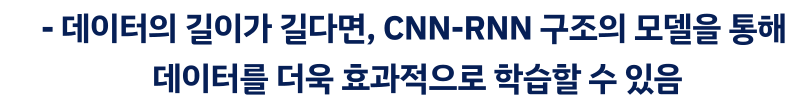 - 데이터의 길이가 길다면, CNN-RNN 구조의 모델을 통해
데이터를 더욱 효과적으로 학습할 수 있음